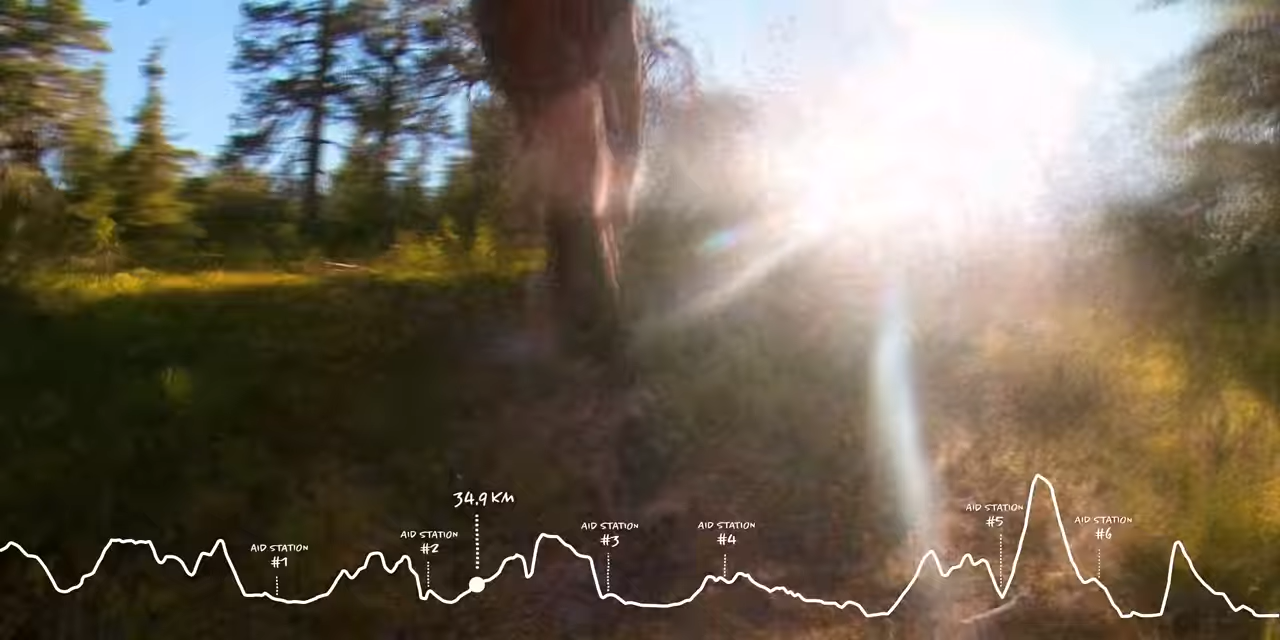 34.9 KM
AID STATION
#1
AID STATION
#2
AID STATION
#3
AID STATION
#4
AID STATION
#5
AID STATION
#6